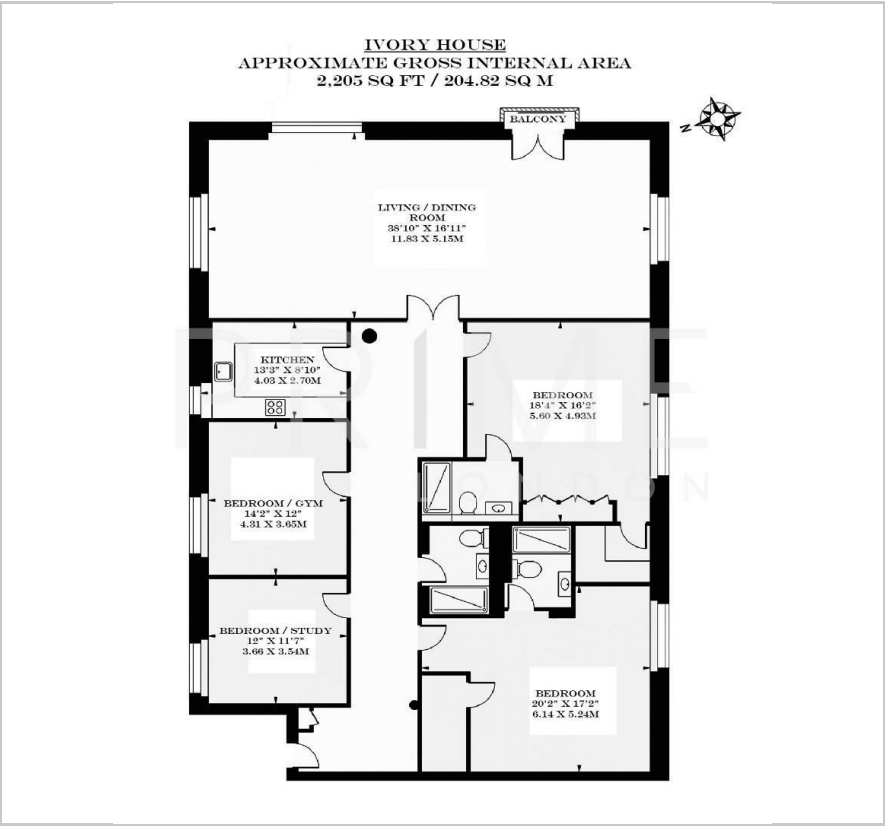 IVORY HOUSE
APPROXIMATE GROSS INTERNAL AREA
2,205 SQ FT / 204.82 SQ M
BALCONY
N
LIVING / DINING
ROOM
38'10" X 16'11"
11.83 X 5.15M
KITCHEN
13'3" X 8'10"
4.03 X 2.70M
BEDROOM
18'4" X 16'2"
5.60 X 4.93M
PRIME
LONDON
BEDROOM / GYM
14'2" X 12"
4.31 X 3.65M
BEDROOM / STUDY
12" X 11'7"
3.66 X 3.54M
BEDROOM
20'2" X 17'2"
6.14 X 5.24M